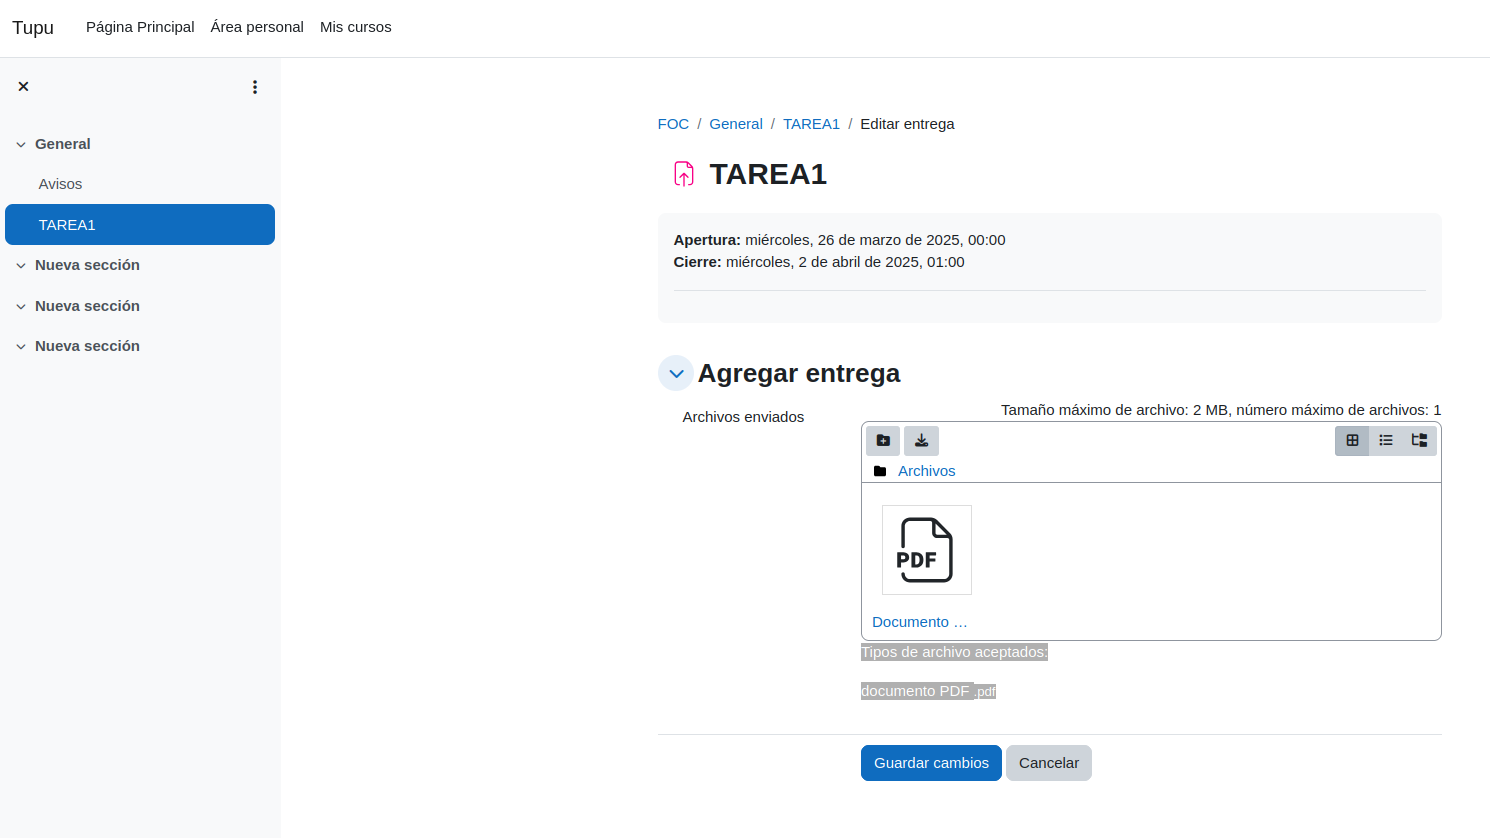 Tupu Página Principal Área personal Mis cursos
General
Avisos
TAREA1
Nueva sección
Nueva sección
Nueva sección
FOC / General / TAREA1 / Editar entrega
TAREA1
Apertura: miércoles, 26 de marzo de 2025, 00:00
Cierre: miércoles, 2 de abril de 2025, 01:00
Agregar entrega
Archivos enviados
Tamaño máximo de archivo: 2 MB, número máximo de archivos: 1
Archivos
PDF
Documento …
Tipos de archivo aceptados:
documento PDF .pdf
Guardar cambios Cancelar